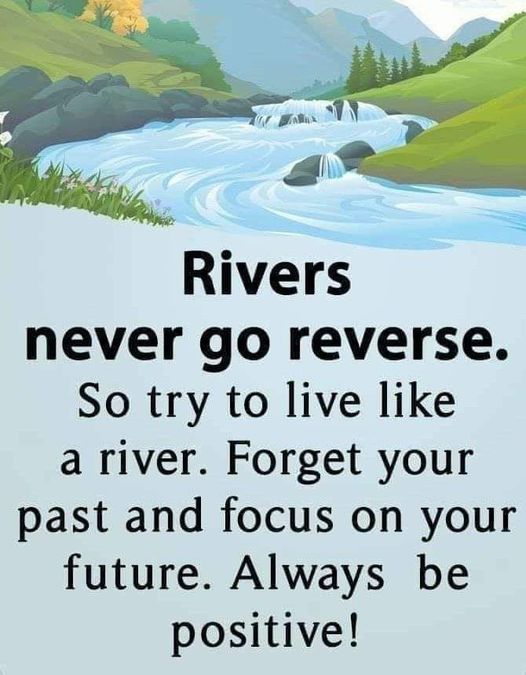 Rivers
never go reverse.
So try to live like
a river. Forget your
past and focus on your
future. Always be
positive!